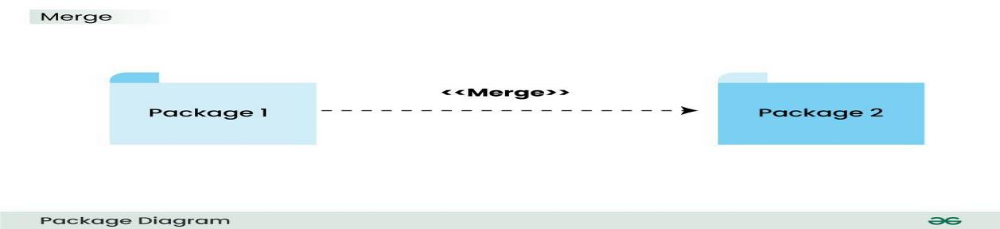 Merge
<<Merge>>
Package 1
Package 2
Package Diagram